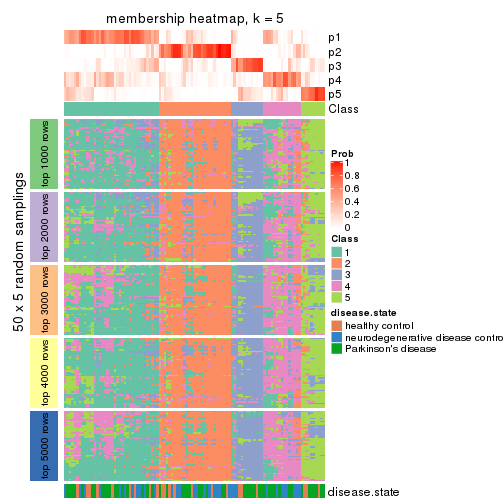 membership heatmap, k = 5
p1
p2
p3
p4
p5
Class
50 x 5 random samplings
top 1000 rows
top 2000 rows
top 3000 rows
top 4000 rows
top 5000 rows
Prob
1
0.8
0.6
0.4
0.2
0
Class
1
2
3
4
5
disease.state
healthy control
neurodegenerative disease contro
Parkinson's disease
disease.state